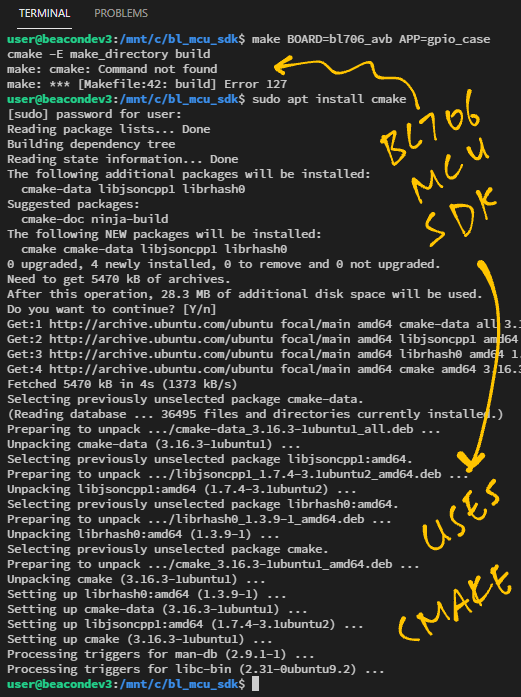 TERMINAL PROBLEMS
user@beacondev3:/mnt/c/bl_mcu_sdk$ make BOARD=bl706_avb APP=gpio_case
cmake -E make_directory build
make: cmake: Command not found
make: *** [Makefile:42: build] Error 127
user@beacondev3:/mnt/c/bl_mcu_sdk$ sudo apt install cmake
[sudo] password for user:
Reading package lists... Done
Building dependency tree
Reading state information... Done
The following additional packages will be installed:
  cmake-data libjsoncpp1 librhash0
Suggested packages:
  cmake-doc ninja-build
The following NEW packages will be installed:
  cmake cmake-data libjsoncpp1 librhash0
0 upgraded, 4 newly installed, 0 to remove and 0 not upgraded.
Need to get 5470 kB of archives.
After this operation, 28.3 MB of additional disk space will be used.
Do you want to continue? [Y/n]
Get:1 http://archive.ubuntu.com/ubuntu focal/main amd64 cmake-data all 3.1
Get:2 http://archive.ubuntu.com/ubuntu focal/main amd64 libjsoncpp1 amd64
Get:3 http://archive.ubuntu.com/ubuntu focal/main amd64 librhash0 amd64 1.
Get:4 http://archive.ubuntu.com/ubuntu focal/main amd64 cmake amd64 3.16.3
Fetched 5470 kB in 4s (1373 kB/s)
Selecting previously unselected package cmake-data.
(Reading database ... 36495 files and directories currently installed.)
Preparing to unpack .../cmake-data_3.16.3-1ubuntu1_all.deb ...
Unpacking cmake-data (3.16.3-1ubuntu1) ...
Selecting previously unselected package libjsoncpp1:amd64.
Preparing to unpack .../libjsoncpp1_1.7.4-3.1ubuntu2_amd64.deb ...
Unpacking libjsoncpp1:amd64 (1.7.4-3.1ubuntu2) ...
Selecting previously unselected package librhash0:amd64.
Preparing to unpack .../librhash0_1.3.9-1_amd64.deb ...
Unpacking librhash0:amd64 (1.3.9-1) ...
Selecting previously unselected package cmake.
Preparing to unpack .../cmake_3.16.3-1ubuntu1_amd64.deb ...
Unpacking cmake (3.16.3-1ubuntu1) ...
Setting up librhash0:amd64 (1.3.9-1) ...
Setting up cmake-data (3.16.3-1ubuntu1) ...
Setting up libjsoncpp1:amd64 (1.7.4-3.1ubuntu2) ...
Setting up cmake (3.16.3-1ubuntu1) ...
Processing triggers for man-db (2.9.1-1) ...
Processing triggers for libc-bin (2.31-0ubuntu9.2) ...
user@beacondev3:/mnt/c/bl_mcu_sdk$
BL706
MCU
SDK
USES
CMAKE